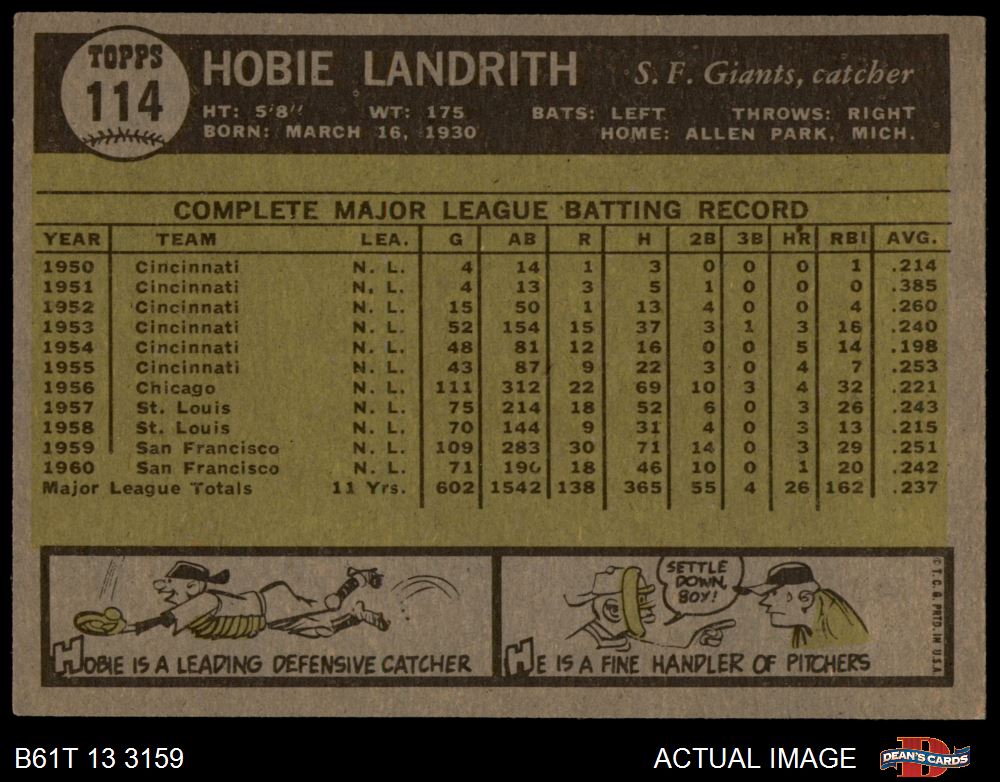 TOPPS
114
HOBIE LANDRITH S. F. Giants, catcher
HT: 5'8" WT: 175 BATS: LEFT THROWS: RIGHT
BORN: MARCH 16, 1930 HOME: ALLEN PARK, MICH.
COMPLETE MAJOR LEAGUE BATTING RECORD
YEAR TEAM LEA. G AB R H 2B 3B HR RBI AVG.
1950 Cincinnati N. L. 4 14 1 3 0 0 0 1 .214
1951 Cincinnati N. L. 4 13 3 5 1 0 0 0 .385
1952 Cincinnati N. L. 15 50 1 13 4 0 0 4 .260
1953 Cincinnati N. L. 52 154 15 37 3 1 3 16 .240
1954 Cincinnati N. L. 48 81 12 16 0 0 5 14 .198
1955 Cincinnati N. L. 43 87 9 22 3 0 4 7 .253
1956 Chicago N. L. 111 312 22 69 10 3 4 32 .221
1957 St. Louis N. L. 75 214 18 52 6 0 3 26 .243
1958 St. Louis N. L. 70 144 9 31 4 0 3 13 .215
1959 San Francisco N. L. 109 283 30 71 14 0 3 29 .251
1960 San Francisco N. L. 71 190 18 46 10 0 1 20 .242
Major League Totals 11 Yrs. 602 1542 138 365 55 4 26 162 .237
HOBIE IS A LEADING DEFENSIVE CATCHER
SETTLE
DOWN,
BOY!
HE IS A FINE HANDLER OF PITCHERS
© T. C. G. PRTD. IN U.S.A.
B61T 13 3159 ACTUAL IMAGE DEAN'S CARDS